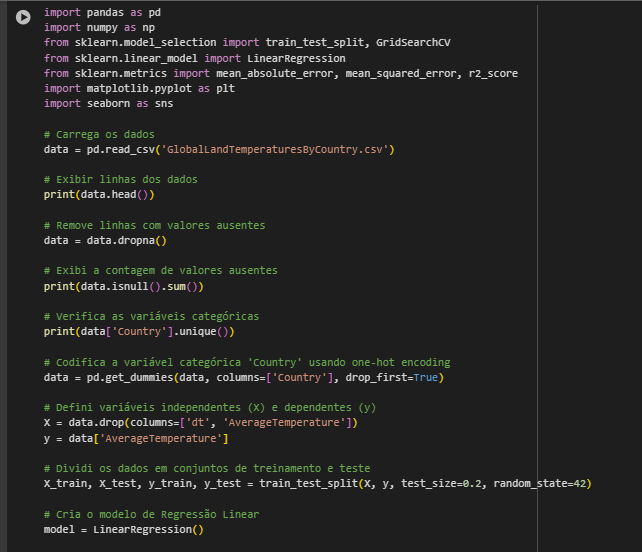 import pandas as pd
import numpy as np
from sklearn.model_selection import train_test_split, GridSearchCV
from sklearn.linear_model import LinearRegression
from sklearn.metrics import mean_absolute_error, mean_squared_error, r2_score
import matplotlib.pyplot as plt
import seaborn as sns
# Carrega os dados
data = pd.read_csv('GlobalLandTemperaturesByCountry.csv')
# Exibir linhas dos dados
print(data.head())
# Remove linhas com valores ausentes
data = data.dropna()
# Exibi a contagem de valores ausentes
print(data.isnull().sum())
# Verifica as variáveis categóricas
print(data['Country'].unique())
# Codifica a variável categórica 'Country' usando one-hot encoding
data = pd.get_dummies(data, columns=['Country'], drop_first=True)
# Defini variáveis independentes (X) e dependentes (y)
X = data.drop(columns=['dt', 'AverageTemperature'])
y = data['AverageTemperature']
# Dividi os dados em conjuntos de treinamento e teste
X_train, X_test, y_train, y_test = train_test_split(X, y, test_size=0.2, random_state=42)
# Cria o modelo de Regressão Linear
model = LinearRegression()